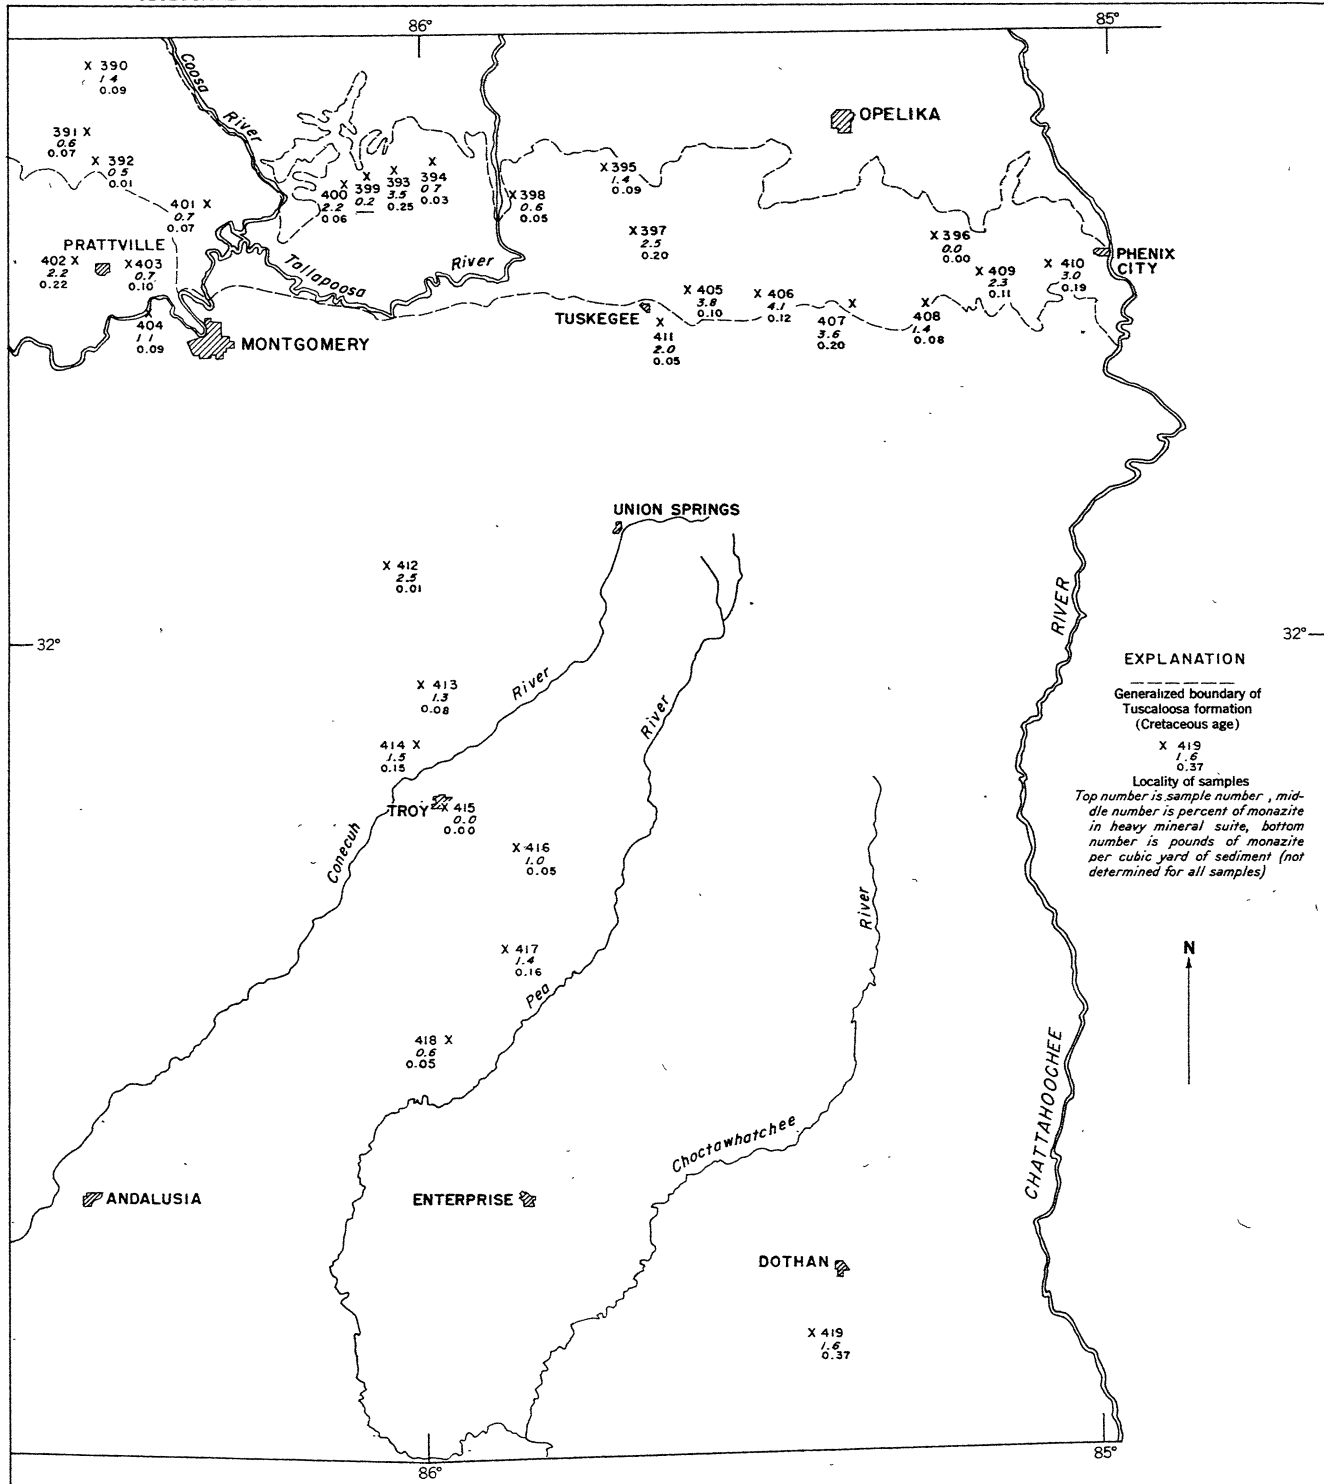 86°
85°
X 390
1.4
0.09
Coosa
River
391 X
0.6
0.07
X 392
0.5
0.01
OPELIKA
400
2.2
0.06
399
0.2
—
393
3.5
0.25
394
0.7
0.03
X 395
1.4
0.09
X 398
0.6
0.05
401 X
0.7
0.07
PRATTVILLE
402 X
2.2
0.22
X 403
0.7
0.10
404
1.1
0.09
MONTGOMERY
Tallapoosa
River
X 397
2.5
0.20
X 396
0.0
0.00
X 409
2.3
0.11
X 410
3.0
0.19
PHENIX
CITY
TUSKEGEE
X 405
3.8
0.10
X 406
4.1
0.12
X
407
3.6
0.20
X
408
1.4
0.08
X
411
2.0
0.05
UNION SPRINGS
X 412
2.5
0.01
32°
32°
X 413
1.3
0.08
River
River
RIVER
414 X
1.5
0.15
TROY
X 415
0.0
0.00
Conecuh
X 416
1.0
0.05
River
X 417
1.4
0.16
Pea
418 X
0.6
0.05
CHATTAHOOCHEE
Choctawhatchee
ANDALUSIA
ENTERPRISE
DOTHAN
X 419
1.6
0.37
EXPLANATION
Generalized boundary of
Tuscaloosa formation
(Cretaceous age)
X 419
1.6
0.37
Locality of samples
Top number is sample number, mid-
dle number is percent of monazite
in heavy mineral suite, bottom
number is pounds of monazite
per cubic yard of sediment (not
determined for all samples)
N
86°
85°